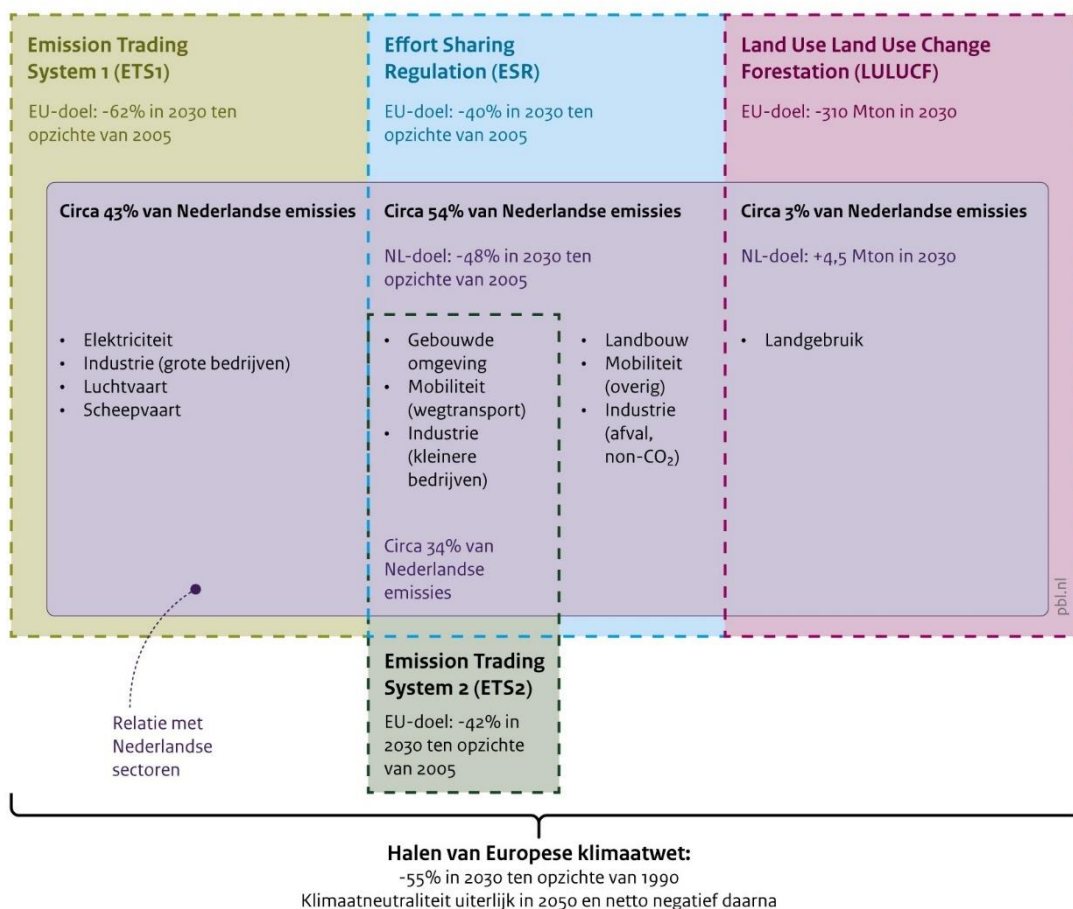 Emission Trading
System 1 (ETS1)
EU-doel: -62% in 2030 ten
opzichte van 2005
Effort Sharing
Regulation (ESR)
EU-doel: -40% in 2030 ten
opzichte van 2005
Land Use Land Use Change
Forestation (LULUCF)
EU-doel: -310 Mton in 2030
Circa 43% van Nederlandse emissies
Circa 54% van Nederlandse emissies
NL-doel: -48% in 2030 ten
opzichte van 2005
Circa 3% van Nederlandse emissies
NL-doel: +4,5 Mton in 2030
• Elektriciteit
• Industrie (grote bedrijven)
• Luchtvaart
• Scheepvaart
• Gebouwde
omgeving
• Mobiliteit
(wegtransport)
• Industrie
(kleinere
bedrijven)
Circa 34% van
Nederlandse
emissies
• Landbouw
• Mobiliteit
(overig)
• Industrie
(afval,
non-CO₂)
• Landgebruik
pbl.nl
Emission Trading
System 2 (ETS2)
EU-doel: -42% in
2030 ten opzichte
van 2005
Relatie met
Nederlandse
sectoren
Halen van Europese klimaatwet:
-55% in 2030 ten opzichte van 1990
Klimaatneutraliteit uiterlijk in 2050 en netto negatief daarna